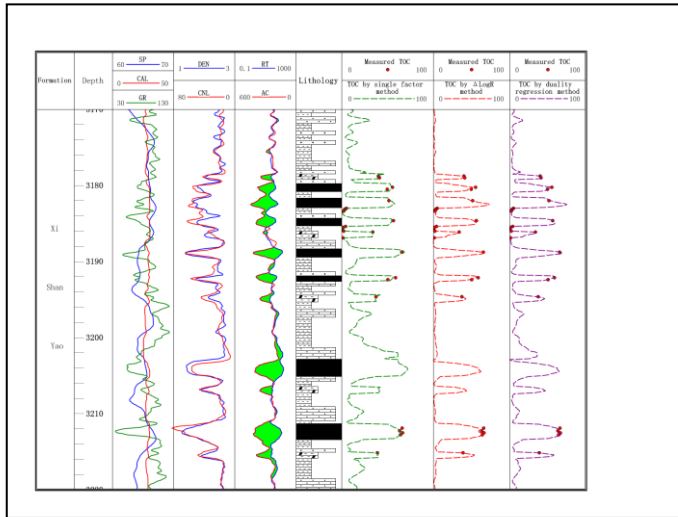 Formation
Depth
SP
60 70
CAL
0 50
GR
30 130
DEN
1 3
CNL
80 0
RT
0.1 1000
AC
600 0
Lithology
Measured TOC
0 100
TOC by single factor
method
0 100
Measured TOC
0 100
TOC by ΔLogR
method
0 100
Measured TOC
0 100
TOC by duality
regression method
0 100
3170
3180
Xi
3190
Shan
3200
Yao
3210